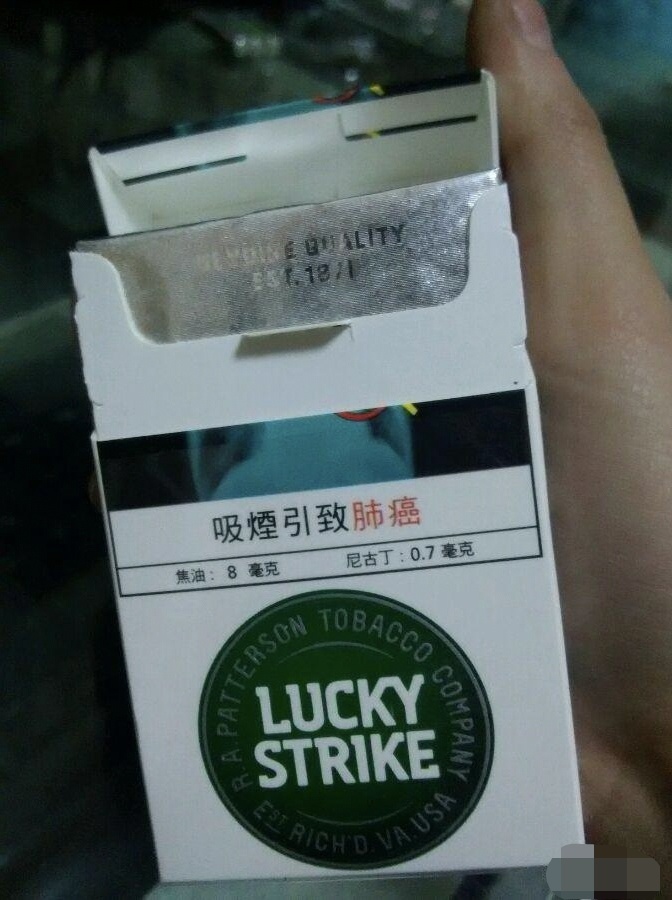 QUALITY
EST. 1871
吸煙引致肺癌
焦油： 8 毫克
尼古丁：0.7 毫克
R.A. PATTERSON TOBACCO COMPANY
LUCKY
STRIKE
EST RICH'D. VA. USA